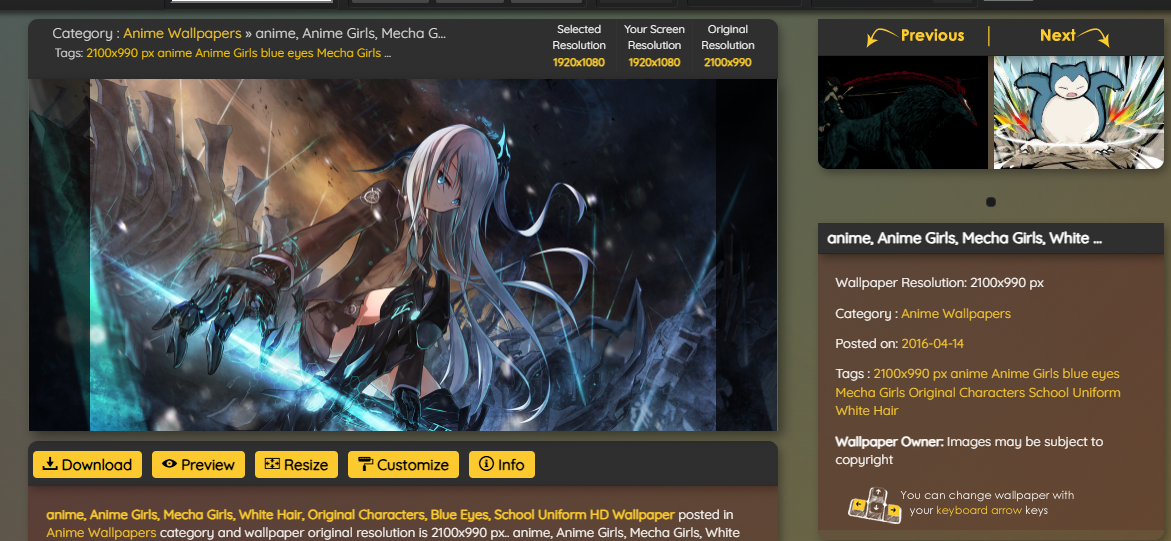 Category : Anime Wallpapers » anime, Anime Girls, Mecha G...
Tags: 2100x990 px anime Anime Girls blue eyes Mecha Girls ...
Selected Resolution 1920x1080
Your Screen Resolution 1920x1080
Original Resolution 2100x990
Previous | Next
Download Preview Resize Customize Info
anime, Anime Girls, Mecha Girls, White Hair, Original Characters, Blue Eyes, School Uniform HD Wallpaper posted in
Anime Wallpapers category and wallpaper original resolution is 2100x990 px.. anime, Anime Girls, Mecha Girls, White
anime, Anime Girls, Mecha Girls, White ...
Wallpaper Resolution: 2100x990 px
Category : Anime Wallpapers
Posted on: 2016-04-14
Tags : 2100x990 px anime Anime Girls blue eyes
Mecha Girls Original Characters School Uniform
White Hair
Wallpaper Owner: Images may be subject to
copyright
You can change wallpaper with
your keyboard arrow keys